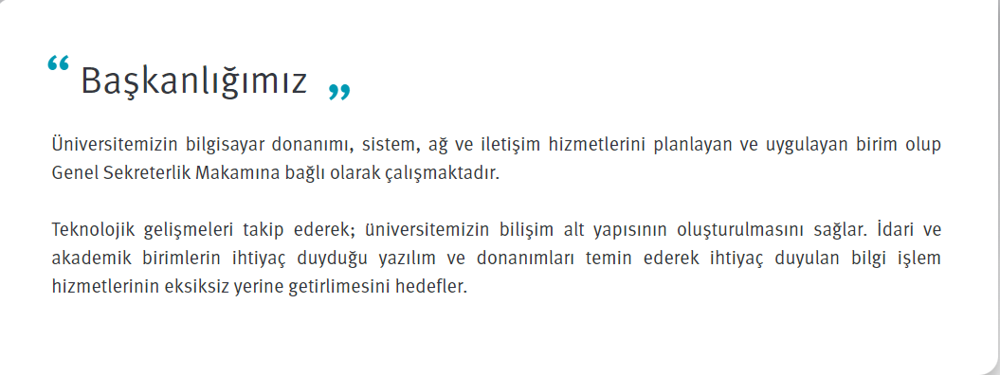 “ Başkanlığımız ”
Üniversitemizin bilgisayar donanımı, sistem, ağ ve iletişim hizmetlerini planlayan ve uygulayan birim olup
Genel Sekreterlik Makamına bağlı olarak çalışmaktadır.
Teknolojik gelişmeleri takip ederek; üniversitemizin bilişim alt yapısının oluşturulmasını sağlar. İdari ve
akademik birimlerin ihtiyaç duyduğu yazılım ve donanımları temin ederek ihtiyaç duyulan bilgi işlem
hizmetlerinin eksiksiz yerine getirlimesini hedefler.